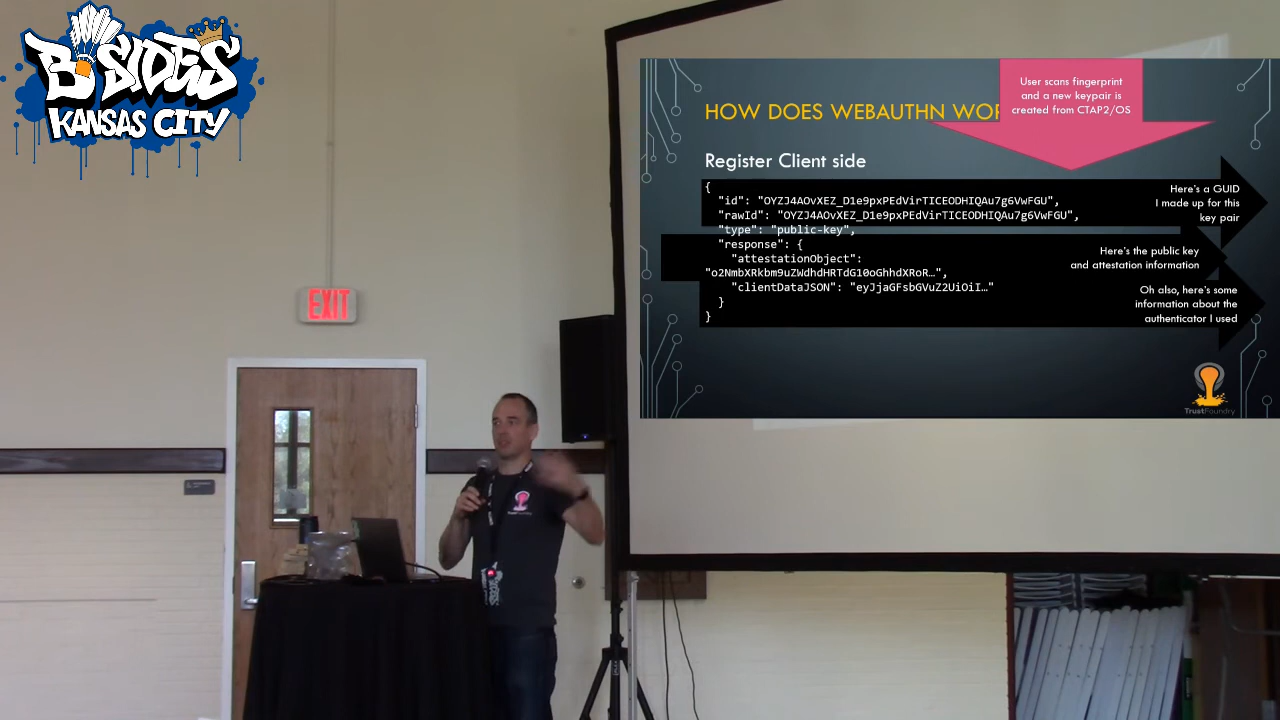 B-SIDES
KANSAS CITY
EXIT
HOW DOES WEBAUTHN WOR
User scans fingerprint
and a new keypair is
created from CTAP2/OS
Register Client side
{
"id": "OYZJ4AOvXEZ_D1e9pxPEdVirTICEODHIQAu7g6VwFGU",
"rawId": "OYZJ4AOvXEZ_D1e9pxPEdVirTICEODHIQAu7g6VwFGU",
"type": "public-key",
"response": {
"attestationObject":
"o2NmbXRkbm9uZWdhdHRTdG10oGhhdXRoR…",
"clientDataJSON": "eyJjaGFsbGVuZ2UiOiI…"
}
}
Here's a GUID
I made up for this
key pair
Here's the public key
and attestation information
Oh also, here's some
information about the
authenticator I used
TrustFoundry